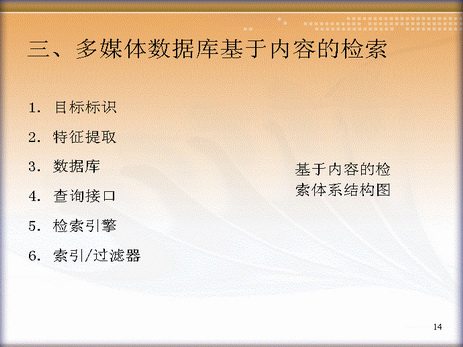 三、多媒体数据库基于内容的检索
1. 目标标识
2. 特征提取
3. 数据库
4. 查询接口
5. 检索引擎
6. 索引/过滤器
基于内容的检
索体系结构图
14